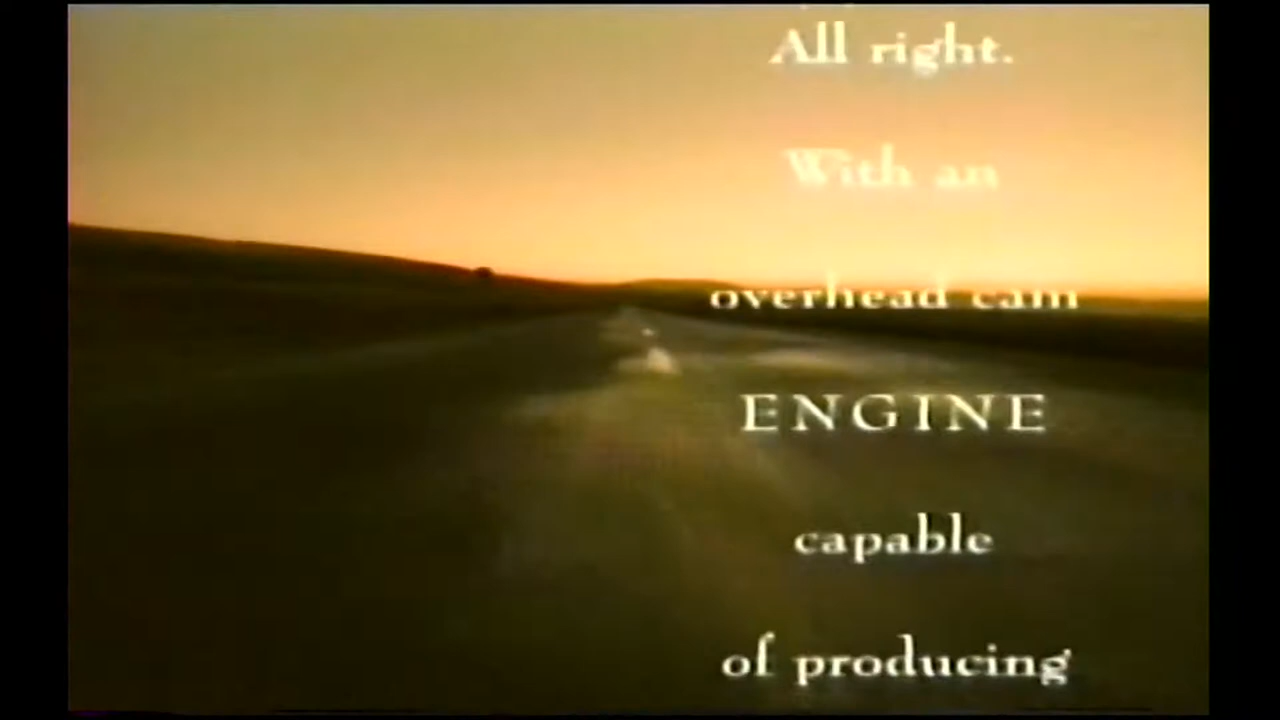 All right.
With an
overhead cam
ENGINE
capable
of producing